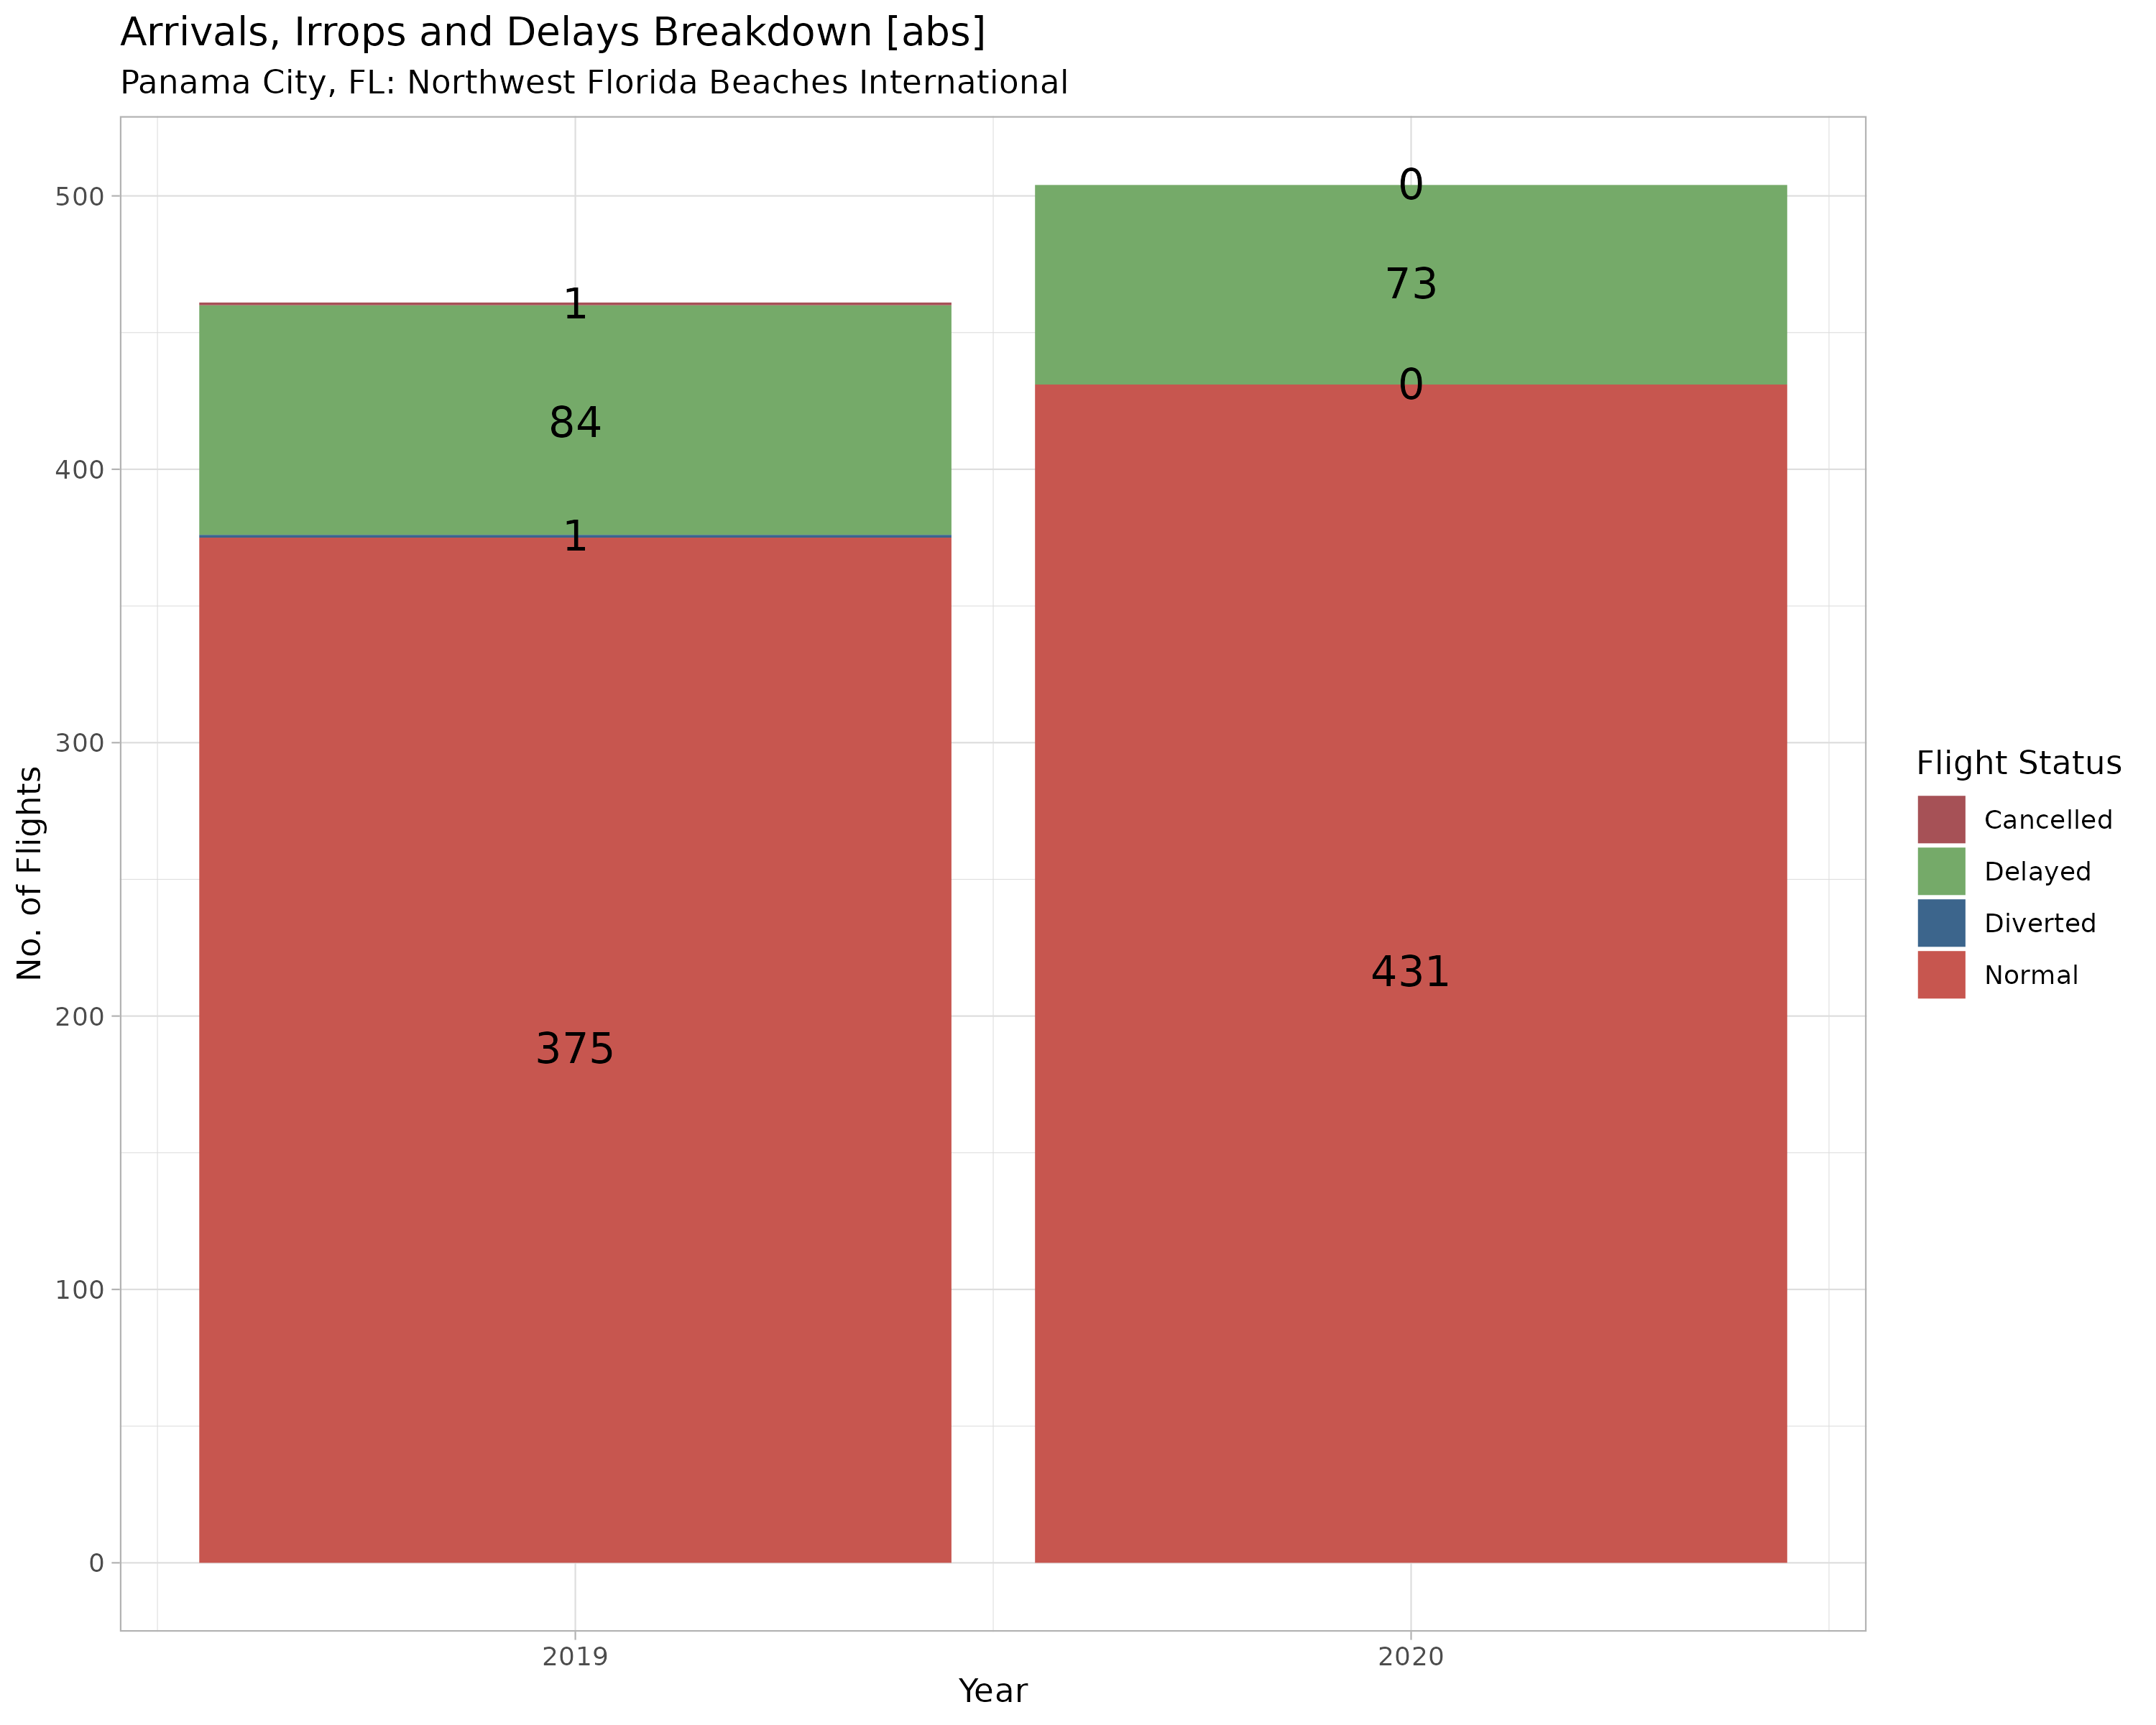 Arrivals, Irrops and Delays Breakdown [abs]
Panama City, FL: Northwest Florida Beaches International
No. of Flights
500
400
300
200
100
0
1
84
1
375
0
73
0
431
2019
2020
Year
Flight Status
Cancelled
Delayed
Diverted
Normal